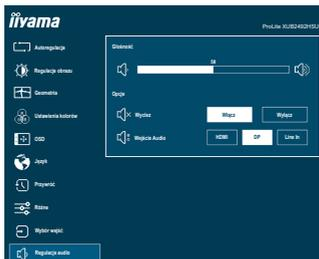 iiyama
ProLite XUB2492HSU
Autoregulacja
Regulacja obrazu
Geometria
Ustawienia kolorów
OSD
Język
Przywróć
Różne
Wybór wejść
Regulacja audio
Głośność
58
Opcje
Wycisz
Włącz
Wyłącz
Wejście Audio
HDMI
DP
Line In